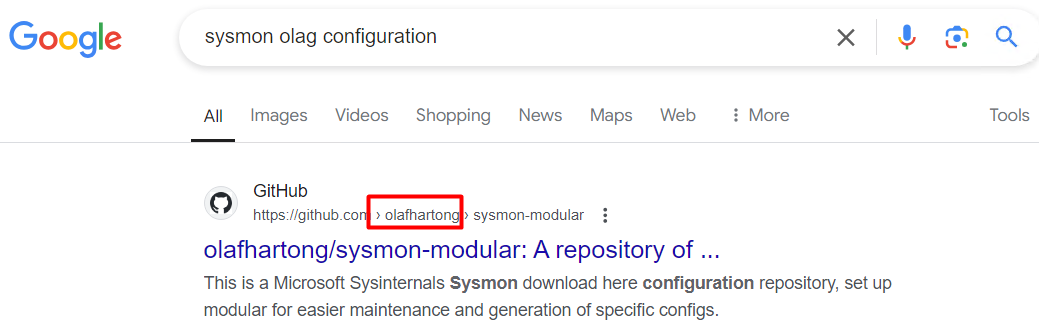 Google
sysmon olag configuration
All Images Videos Shopping News Maps Web More Tools
GitHub
https://github.com › olafhartong › sysmon-modular
olafhartong/sysmon-modular: A repository of ...
This is a Microsoft Sysinternals Sysmon download here configuration repository, set up
modular for easier maintenance and generation of specific configs.